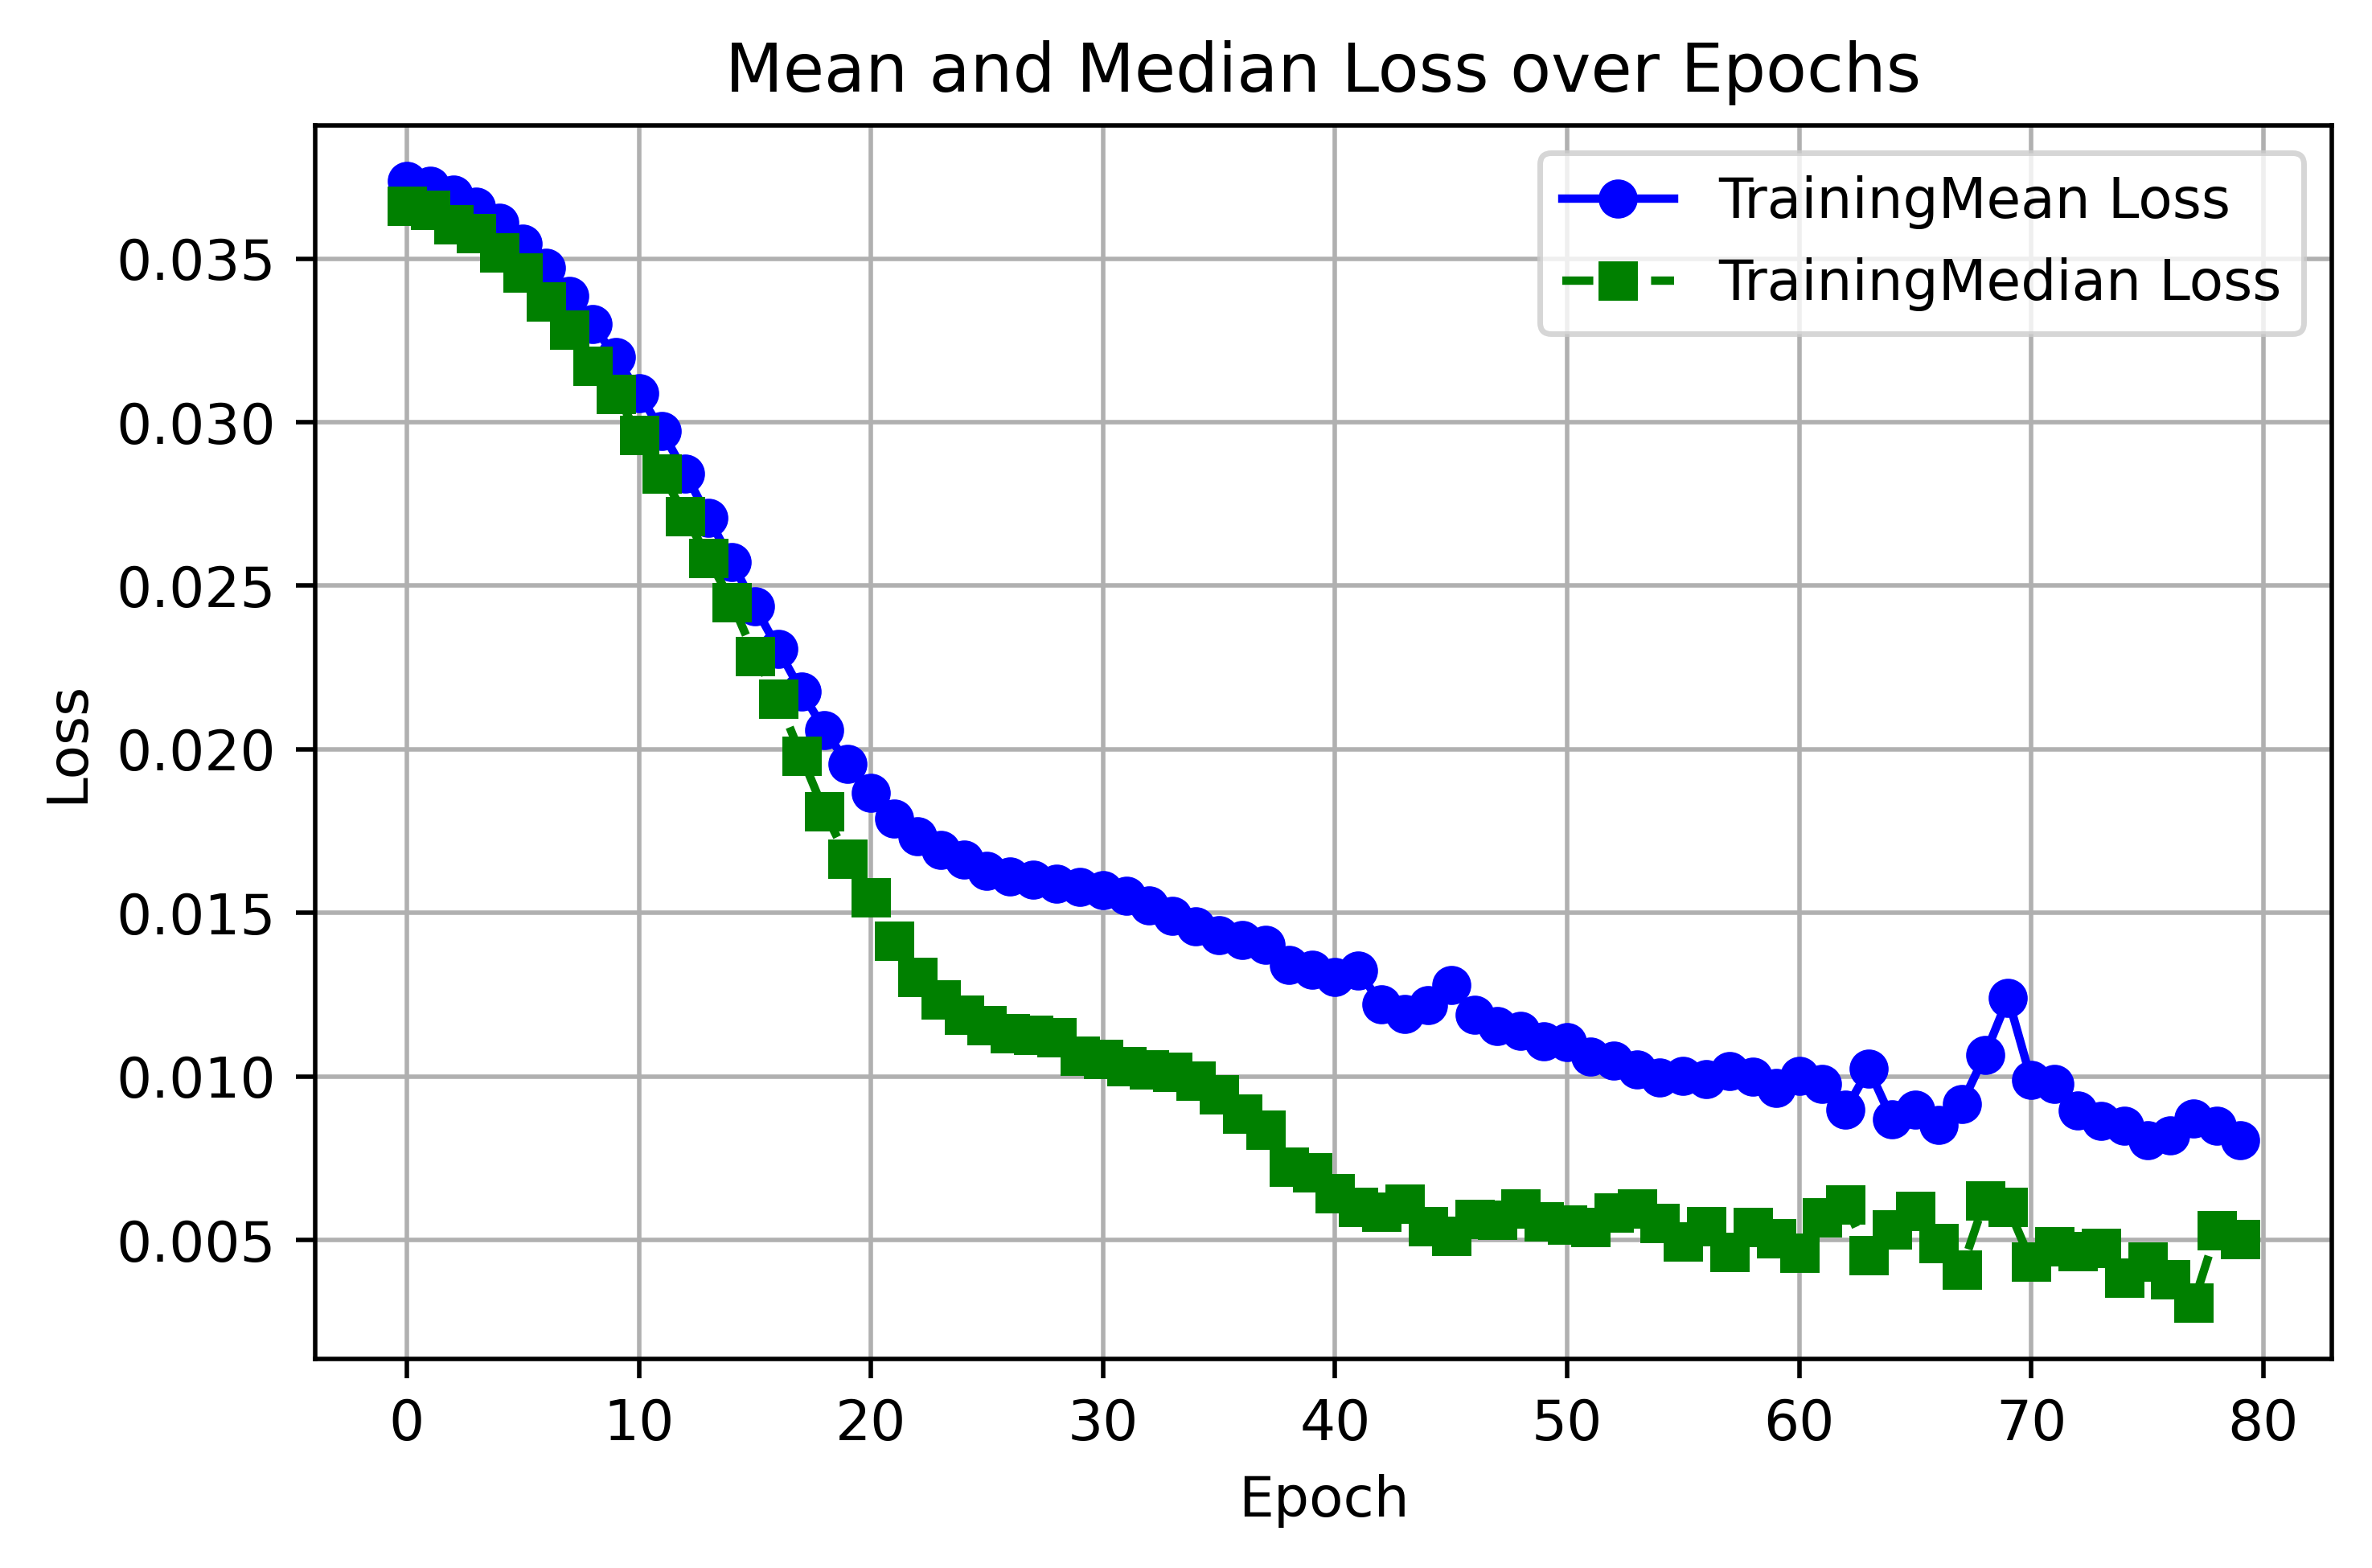 Mean and Median Loss over Epochs
TrainingMean Loss
TrainingMedian Loss
0.035
0.030
0.025
0.020
0.015
0.010
0.005
Loss
0 10 20 30 40 50 60 70 80
Epoch